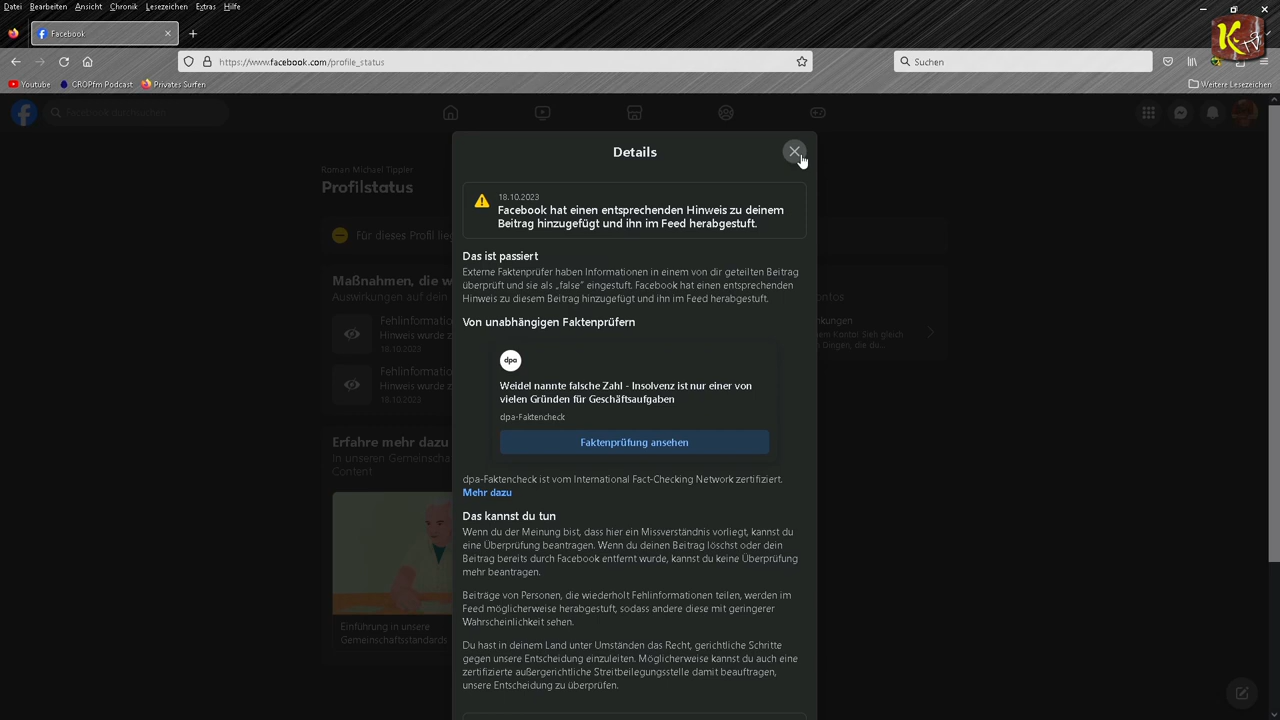 Datei Bearbeiten Ansicht Chronik Lesezeichen Extras Hilfe
Facebook
https://www.facebook.com/profile_status
Suchen
Youtube CROPfm Podcast Privates Surfen
Weitere Lesezeichen
Facebook durchsuchen
Details
Roman Michael Tippler
Profilstatus
18.10.2023
Facebook hat einen entsprechenden Hinweis zu deinem
Beitrag hinzugefügt und ihn im Feed herabgestuft.
Für dieses Profil lieg
Das ist passiert
Externe Faktenprüfer haben Informationen in einem von dir geteilten Beitrag
überprüft und sie als „false" eingestuft. Facebook hat einen entsprechenden
Hinweis zu diesem Beitrag hinzugefügt und ihn im Feed herabgestuft.
Maßnahmen, die w
Auswirkungen auf dein
Fehlinformatio
Hinweis wurde z
18.10.2023
Fehlinformatio
Hinweis wurde z
18.10.2023
ontos
nkungen
em Konto: Sieh gleich
n Dingen, die du...
Von unabhängigen Faktenprüfern
dpa
Weidel nannte falsche Zahl - Insolvenz ist nur einer von
vielen Gründen für Geschäftsaufgaben
dpa-Faktencheck
Faktenprüfung ansehen
Erfahre mehr dazu
In unseren Gemeinsch
Content
dpa-Faktencheck ist vom International Fact-Checking Network zertifiziert.
Mehr dazu
Das kannst du tun
Wenn du der Meinung bist, dass hier ein Missverständnis vorliegt, kannst du
eine Überprüfung beantragen. Wenn du deinen Beitrag löschst oder dein
Beitrag bereits durch Facebook entfernt wurde, kannst du keine Überprüfung
mehr beantragen.
Beiträge von Personen, die wiederholt Fehlinformationen teilen, werden im
Feed möglicherweise herabgestuft, sodass andere diese mit geringerer
Wahrscheinlichkeit sehen.
Einführung in unsere
Gemeinschaftsstandards
Du hast in deinem Land unter Umständen das Recht, gerichtliche Schritte
gegen unsere Entscheidung einzuleiten. Möglicherweise kannst du auch eine
zertifizierte außergerichtliche Streitbeilegungsstelle damit beauftragen,
unsere Entscheidung zu überprüfen.